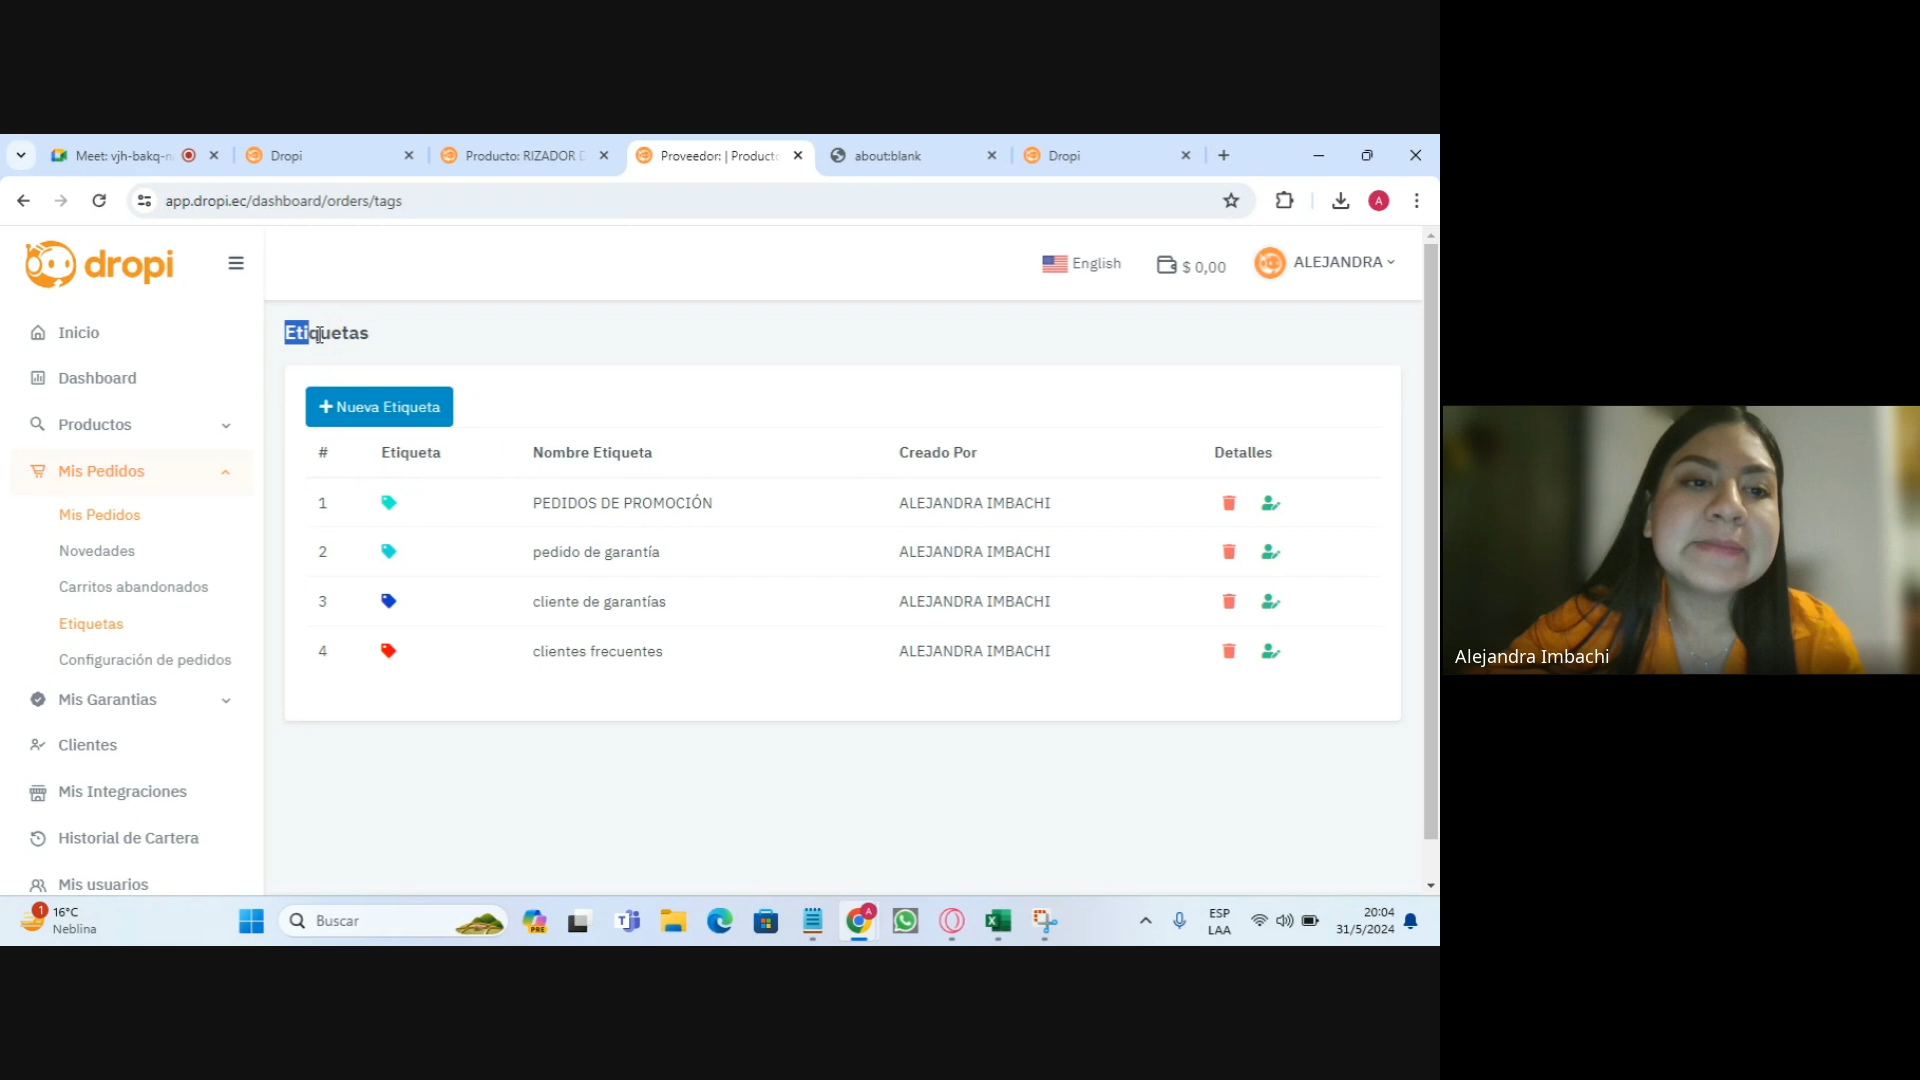 Meet: vjh-bakq-n
Dropi
Producto: RIZADOR D
Proveedor: | Producto
about:blank
Dropi
app.dropi.ec/dashboard/orders/tags
A
dropi
English
$ 0,00
ALEJANDRA
Inicio
Dashboard
Productos
Mis Pedidos
Mis Pedidos
Novedades
Carritos abandonados
Etiquetas
Configuración de pedidos
Mis Garantias
Clientes
Mis Integraciones
Historial de Cartera
Mis usuarios
Etiquetas
Nueva Etiqueta
# Etiqueta Nombre Etiqueta Creado Por Detalles
1 PEDIDOS DE PROMOCIÓN ALEJANDRA IMBACHI
2 pedido de garantía ALEJANDRA IMBACHI
3 cliente de garantías ALEJANDRA IMBACHI
4 clientes frecuentes ALEJANDRA IMBACHI
Alejandra Imbachi
1
16°C
Neblina
Buscar
PRE
A
ESP
LAA
20:04
31/5/2024